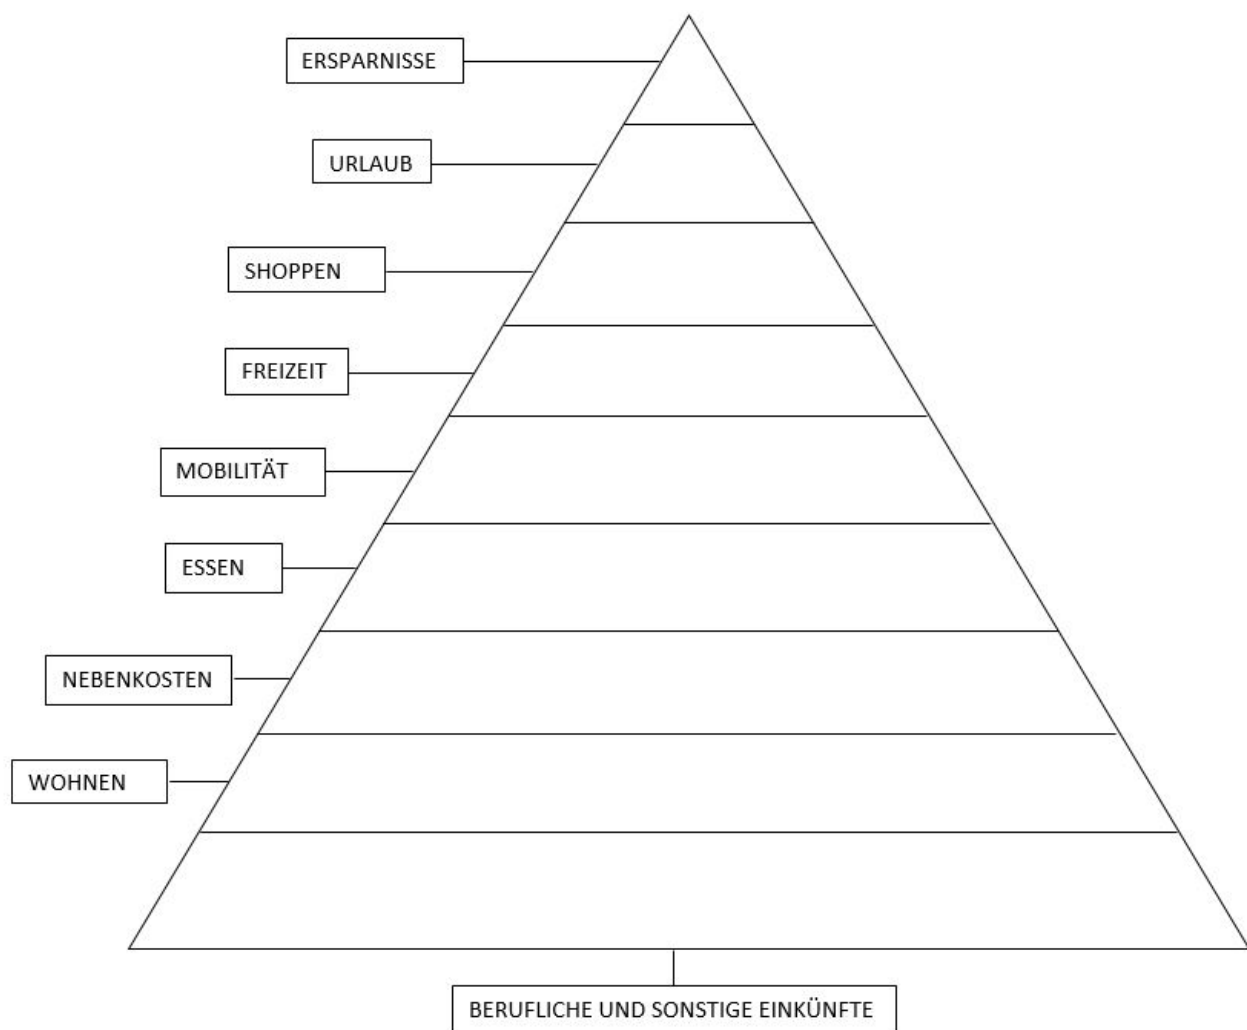 ERSPARNISSE
URLAUB
SHOPPEN
FREIZEIT
MOBILITÄT
ESSEN
NEBENKOSTEN
WOHNEN
BERUFLICHE UND SONSTIGE EINKÜNFTE